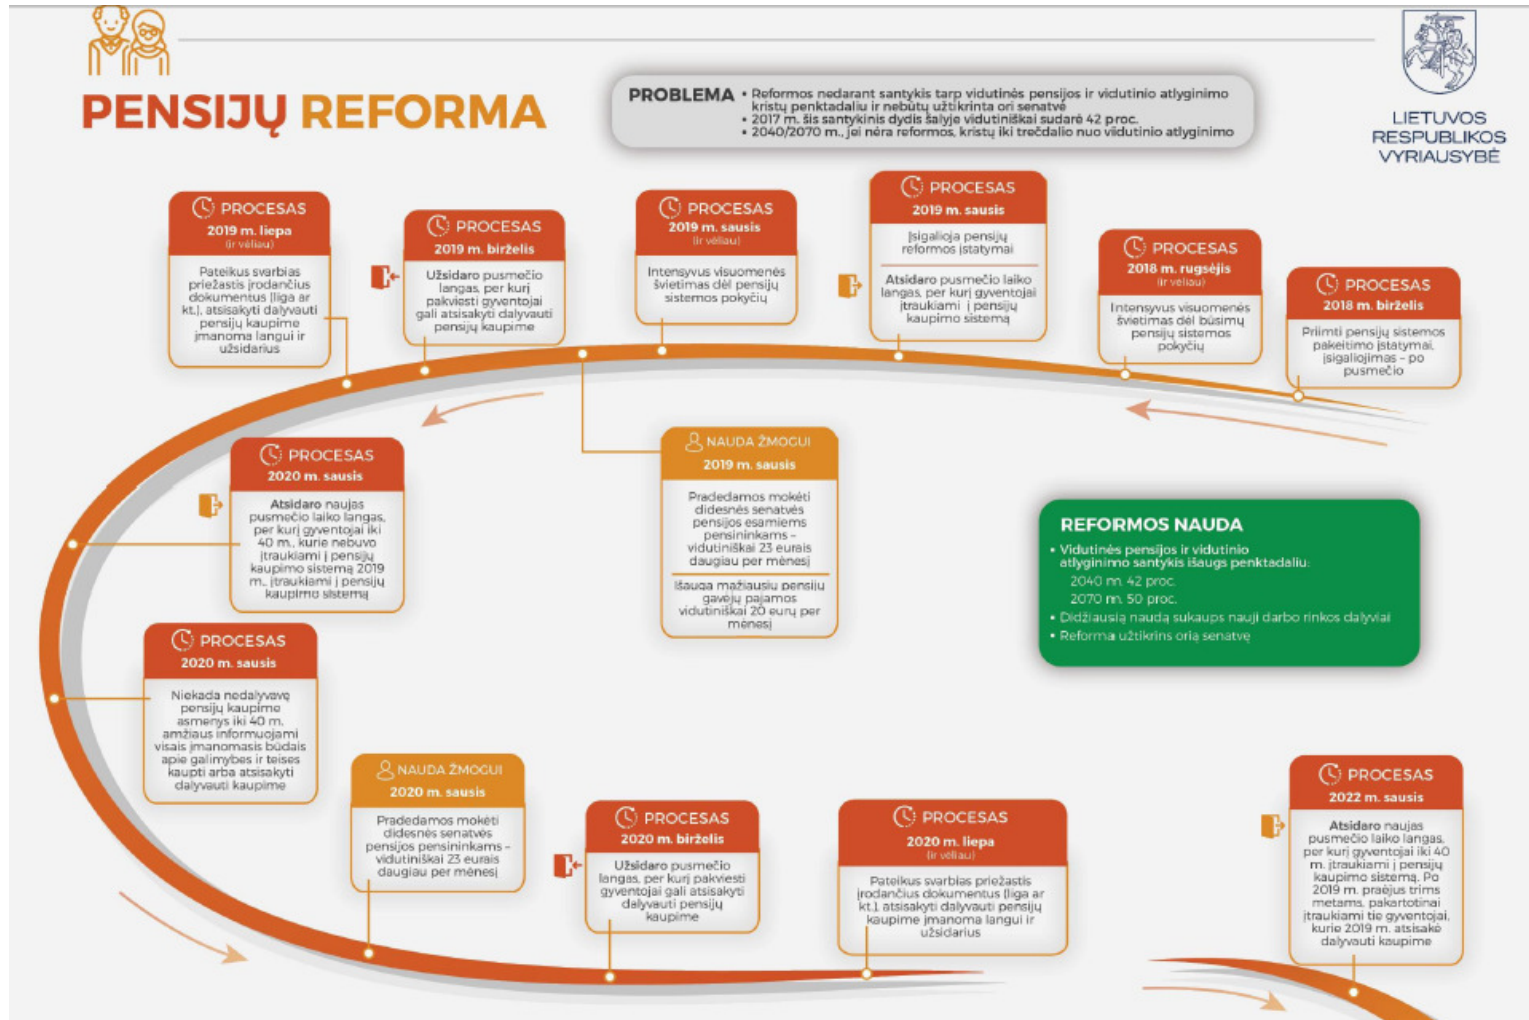 PENSIJŲ REFORMA
PROBLEMA
• Reformos nedarant santykis tarp vidutinės pensijos ir vidutinio atlyginimo
kristų penktadaliu ir nebūtų užtikrinta ori senatvė
• 2017 m. šis santykinis dydis šalyje vidutiniškai sudarė 42 proc.
• 2040/2070 m., jei nėra reformos, kristų iki trečdalio nuo vidutinio atlyginimo
LIETUVOS
RESPUBLIKOS
VYRIAUSYBĖ
PROCESAS
2018 m. birželis
Priimti pensijų sistemos
pakeitimo įstatymai,
įsigaliojimas – po
pusmečio
PROCESAS
2018 m. rugsėjis
(ir vėliau)
Intensyvus visuomenės
švietimas dėl būsimų
pensijų sistemos
pokyčių
PROCESAS
2019 m. sausis
Įsigalioja pensijų
reformos įstatymai
Atsidaro pusmečio laiko
langas, per kurį gyventojai
įtraukiami į pensijų
kaupimo sistemą
PROCESAS
2019 m. sausis
(ir vėliau)
Intensyvus visuomenės
švietimas dėl pensijų
sistemos pokyčių
NAUDA ŽMOGUI
2019 m. sausis
Pradedamos mokėti
didesnės senatvės
pensijos esamiems
pensininkams –
vidutiniškai 23 eurais
daugiau per mėnesį
Išauga mažiausių pensijų
gavėjų pajamos
vidutiniškai 20 eurų per
mėnesį
PROCESAS
2019 m. birželis
Užsidaro pusmečio
langas, per kurį
pakviesti gyventojai
gali atsisakyti dalyvauti
pensijų kaupime
PROCESAS
2019 m. liepa
(ir vėliau)
Pateikus svarbias
priežastis įrodančius
dokumentus (liga ar
kt.), atsisakyti dalyvauti
pensijų kaupime
įmanoma langui ir
užsidarius
PROCESAS
2020 m. sausis
Atsidaro naujas
pusmečio laiko langas,
per kurį gyventojai iki
40 m., kurie nebuvo
įtraukiami į pensijų
kaupimo sistemą 2019
m., įtraukiami į pensijų
kaupimo sistemą
PROCESAS
2020 m. sausis
Niekada nedalyvavę
pensijų kaupime
asmenys iki 40 m.
amžiaus informuojami
visais įmanomasis būdais
apie galimybes ir teises
kaupti arba atsisakyti
dalyvauti kaupime
NAUDA ŽMOGUI
2020 m. sausis
Pradedamos mokėti
didesnės senatvės
pensijos pensininkams –
vidutiniškai 23 eurais
daugiau per mėnesį
PROCESAS
2020 m. birželis
Užsidaro pusmečio
langas, per kurį pakviesti
gyventojai gali atsisakyti
dalyvauti pensijų
kaupime
PROCESAS
2020 m. liepa
(ir vėliau)
Pateikus svarbias priežastis
įrodančius dokumentus (liga ar
kt.), atsisakyti dalyvauti pensijų
kaupime įmanoma langui ir
užsidarius
PROCESAS
2022 m. sausis
Atsidaro naujas
pusmečio laiko langas,
per kurį gyventojai iki 40
m. įtraukiami į pensijų
kaupimo sistemą. Po
2019 m. praėjus trims
metams, pakartotinai
įtraukiami tie gyventojai,
kurie 2019 m. atsisakė
dalyvauti kaupime
REFORMOS NAUDA
• Vidutinės pensijos ir vidutinio
atlyginimo santykis išaugs penktadaliu:
2040 m. 42 proc.
2070 m. 50 proc.
• Didžiausią naudą sukaups nauji darbo rinkos dalyviai
• Reforma užtikrins orią senatvę